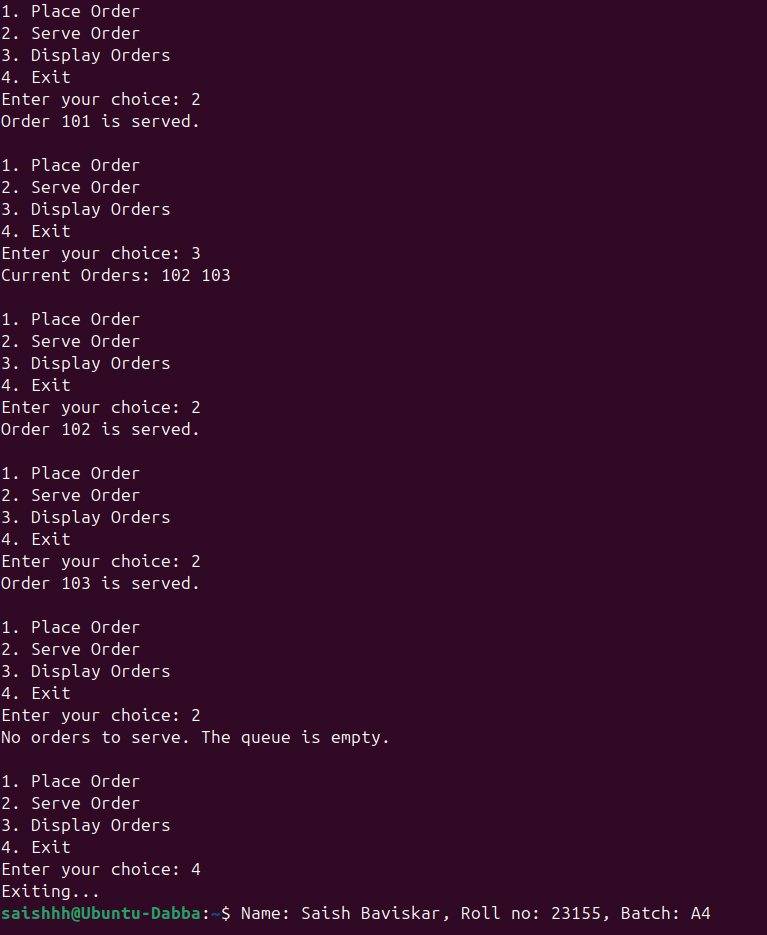 1. Place Order
2. Serve Order
3. Display Orders
4. Exit
Enter your choice: 2
Order 101 is served.
1. Place Order
2. Serve Order
3. Display Orders
4. Exit
Enter your choice: 3
Current Orders: 102 103
1. Place Order
2. Serve Order
3. Display Orders
4. Exit
Enter your choice: 2
Order 102 is served.
1. Place Order
2. Serve Order
3. Display Orders
4. Exit
Enter your choice: 2
Order 103 is served.
1. Place Order
2. Serve Order
3. Display Orders
4. Exit
Enter your choice: 2
No orders to serve. The queue is empty.
1. Place Order
2. Serve Order
3. Display Orders
4. Exit
Enter your choice: 4
Exiting...
saishhh@Ubuntu-Dabba:~$ Name: Saish Baviskar, Roll no: 23155, Batch: A4